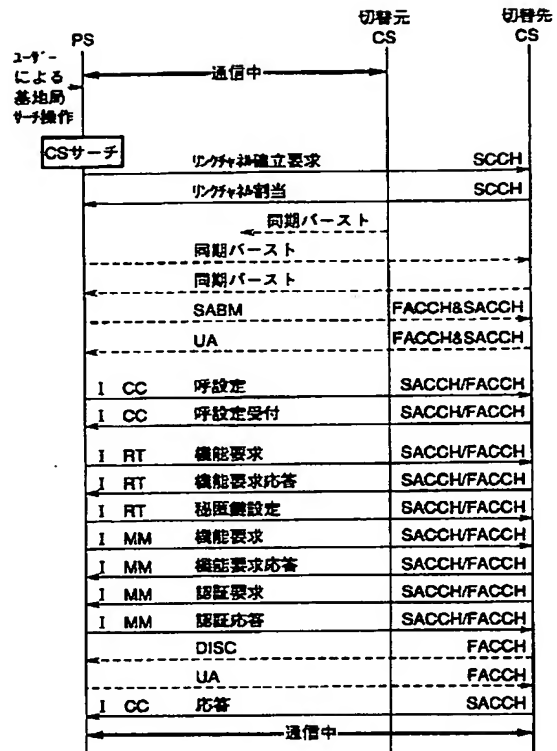 切替元 切替先
PS CS CS
ユーザー
による
基地局
サーチ操作
通信中
CSサーチ
リンクチャネル確立要求 SCCH
リンクチャネル割当 SCCH
同期バースト
同期バースト
同期バースト
SABM FACCH&SACCH
UA FACCH&SACCH
I CC 呼設定 SACCH/FACCH
I CC 呼設定受付 SACCH/FACCH
I RT 機能要求 SACCH/FACCH
I RT 機能要求応答 SACCH/FACCH
I RT 秘匿鍵設定 SACCH/FACCH
I MM 機能要求 SACCH/FACCH
I MM 機能要求応答 SACCH/FACCH
I MM 認証要求 SACCH/FACCH
I MM 認証応答 SACCH/FACCH
DISC FACCH
UA FACCH
I CC 応答 SACCH
通信中